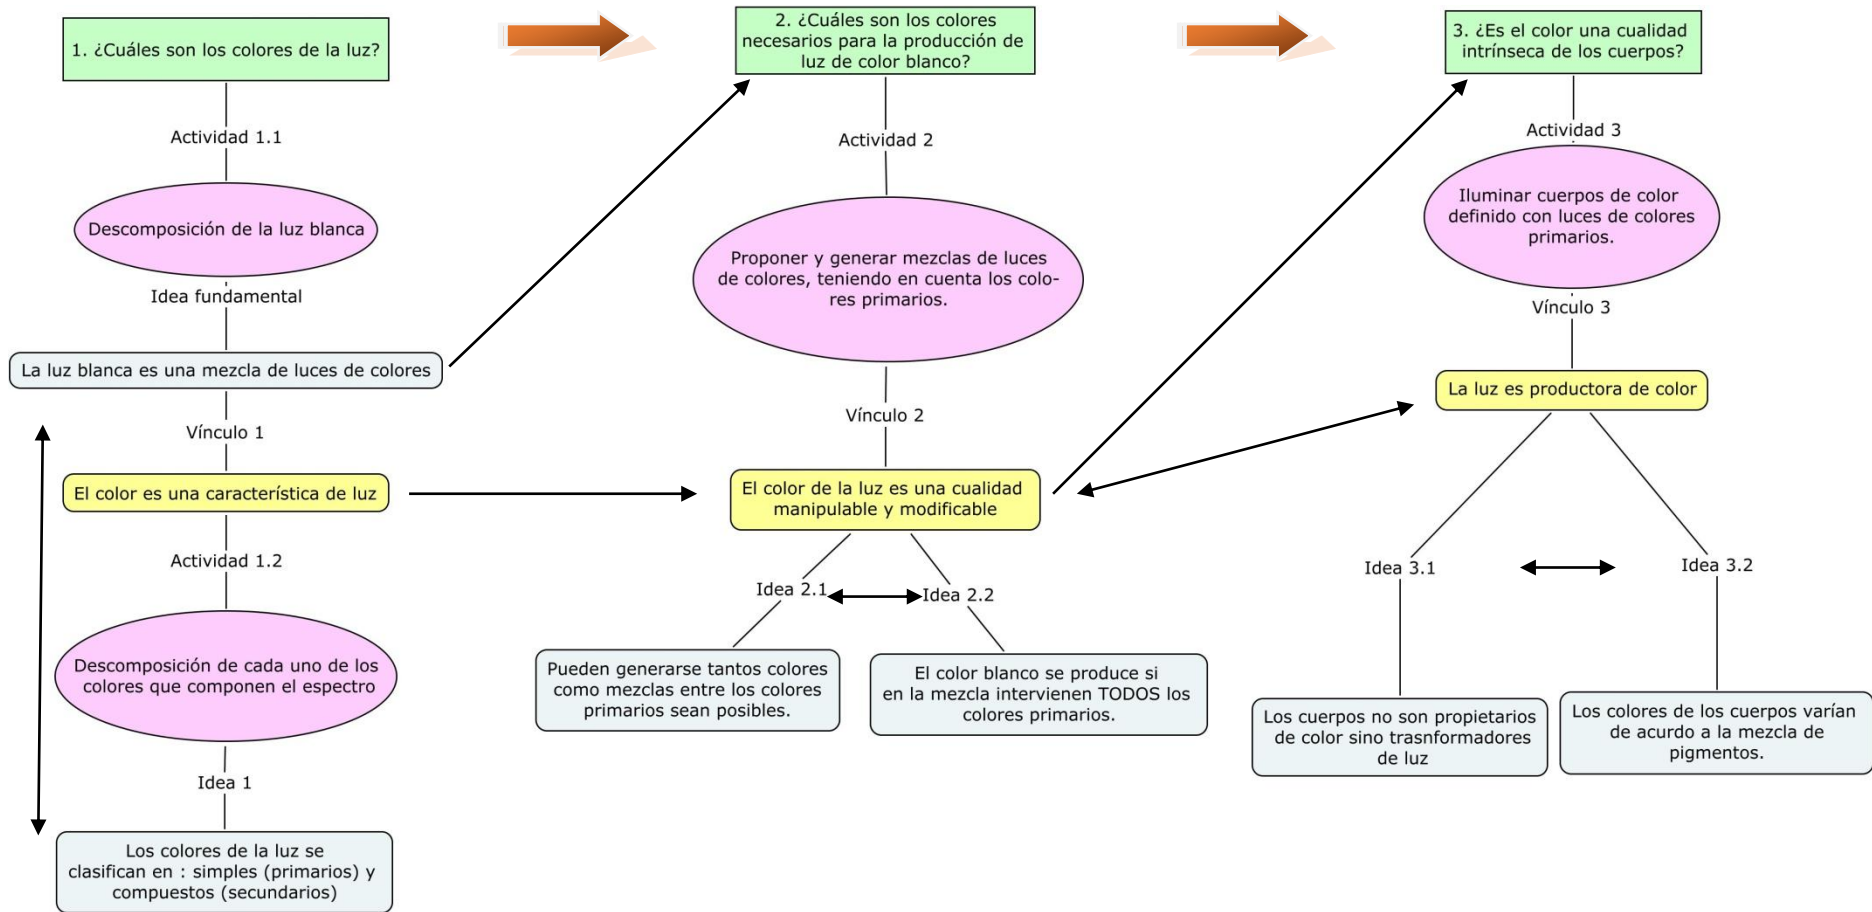 1. ¿Cuáles son los colores de la luz?
Actividad 1.1
Descomposición de la luz blanca
Idea fundamental
La luz blanca es una mezcla de luces de colores
Vínculo 1
El color es una característica de luz
Actividad 1.2
Descomposición de cada uno de los
colores que componen el espectro
Idea 1
Los colores de la luz se
clasifican en : simples (primarios) y
compuestos (secundarios)
2. ¿Cuáles son los colores
necesarios para la producción de
luz de color blanco?
Actividad 2
Proponer y generar mezclas de luces
de colores, teniendo en cuenta los colo-
res primarios.
Vínculo 2
El color de la luz es una cualidad
manipulable y modificable
Idea 2.1
Idea 2.2
Pueden generarse tantos colores
como mezclas entre los colores
primarios sean posibles.
El color blanco se produce si
en la mezcla intervienen TODOS los
colores primarios.
3. ¿Es el color una cualidad
intrínseca de los cuerpos?
Actividad 3
Iluminar cuerpos de color
definido con luces de colores
primarios.
Vínculo 3
La luz es productora de color
Idea 3.1
Idea 3.2
Los cuerpos no son propietarios
de color sino trasnformadores
de luz
Los colores de los cuerpos varían
de acurdo a la mezcla de
pigmentos.